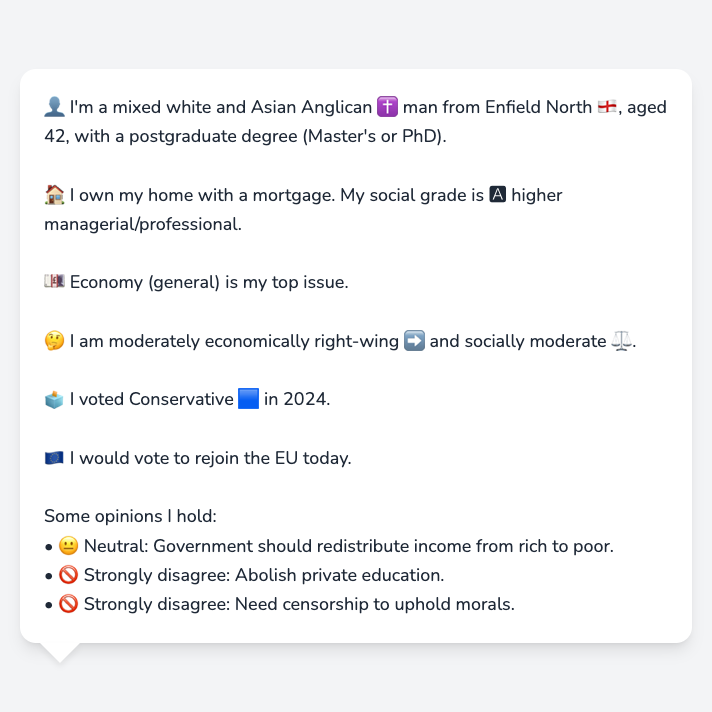 👤 I'm a mixed white and Asian Anglican ✝️ man from Enfield North 🏴󠁧󠁢󠁥󠁮󠁧󠁿, aged
42, with a postgraduate degree (Master's or PhD).
🏠 I own my home with a mortgage. My social grade is 🅰 higher
managerial/professional.
💷 Economy (general) is my top issue.
🤔 I am moderately economically right-wing ➡️ and socially moderate ⚖️.
🗳️ I voted Conservative 🟦 in 2024.
🇪🇺 I would vote to rejoin the EU today.
Some opinions I hold:
• 😐 Neutral: Government should redistribute income from rich to poor.
• 🚫 Strongly disagree: Abolish private education.
• 🚫 Strongly disagree: Need censorship to uphold morals.